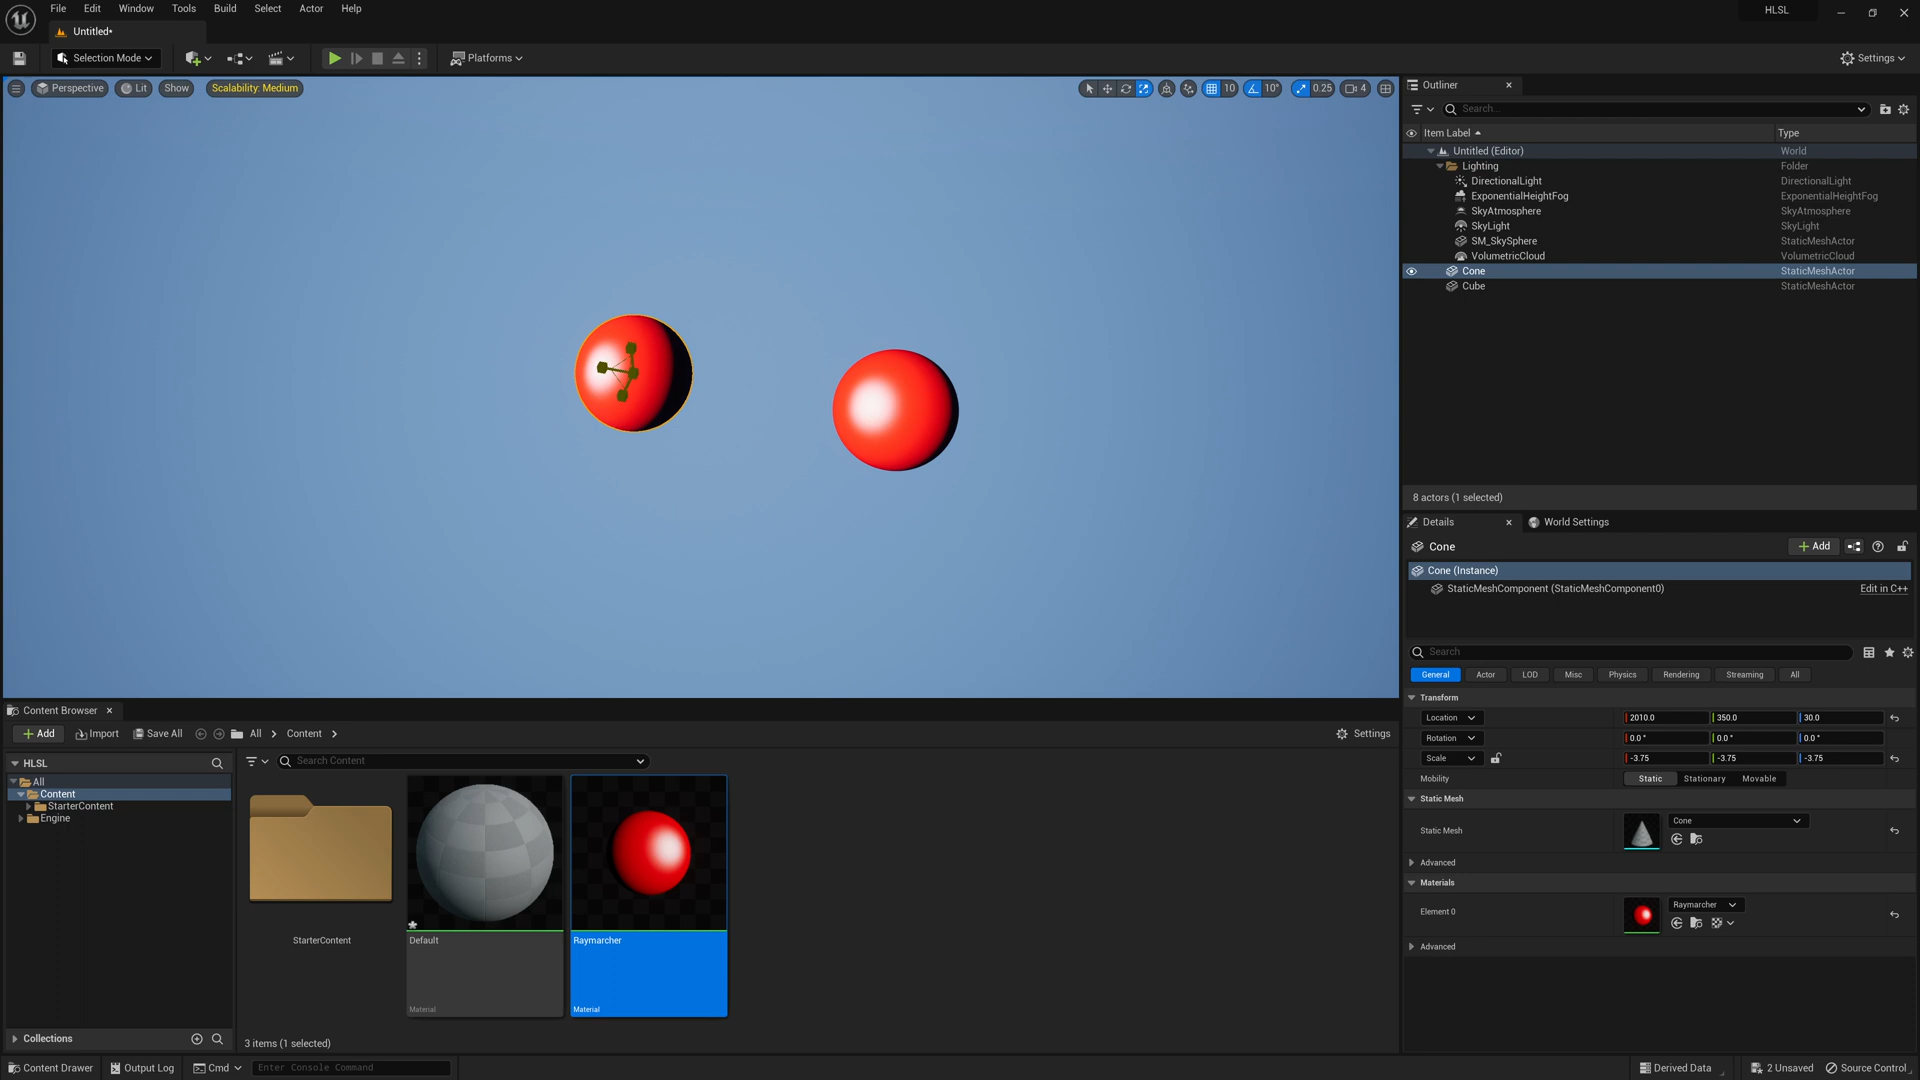 File Edit Window Tools Build Select Actor Help
HLSL
Untitled•
Selection Mode
Platforms
Settings
Perspective
Lit
Show
Scalability: Medium
10
10°
0.25
4
Outliner
Search...
Item Label
Type
Untitled (Editor) World
Lighting Folder
DirectionalLight DirectionalLight
ExponentialHeightFog ExponentialHeightFog
SkyAtmosphere SkyAtmosphere
SkyLight SkyLight
SM_SkySphere StaticMeshActor
VolumetricCloud VolumetricCloud
Cone StaticMeshActor
Cube StaticMeshActor
8 actors (1 selected)
Details
World Settings
Cone
Add
Cone (Instance)
StaticMeshComponent (StaticMeshComponent0)
Edit in C++
Search
General Actor LOD Misc Physics Rendering Streaming All
Transform
Location 2010.0 350.0 30.0
Rotation 0.0° 0.0° 0.0°
Scale -3.75 -3.75 -3.75
Mobility Static Stationary Movable
Static Mesh
Static Mesh
Cone
Advanced
Materials
Element 0
Raymarcher
Advanced
Content Browser
Add Import Save All All Content
Settings
HLSL
All
Content
StarterContent
Engine
Collections
Search Content
StarterContent
Default
Material
Raymarcher
Material
3 items (1 selected)
Content Drawer
Output Log
Cmd
Enter Console Command
Derived Data
2 Unsaved
Source Control